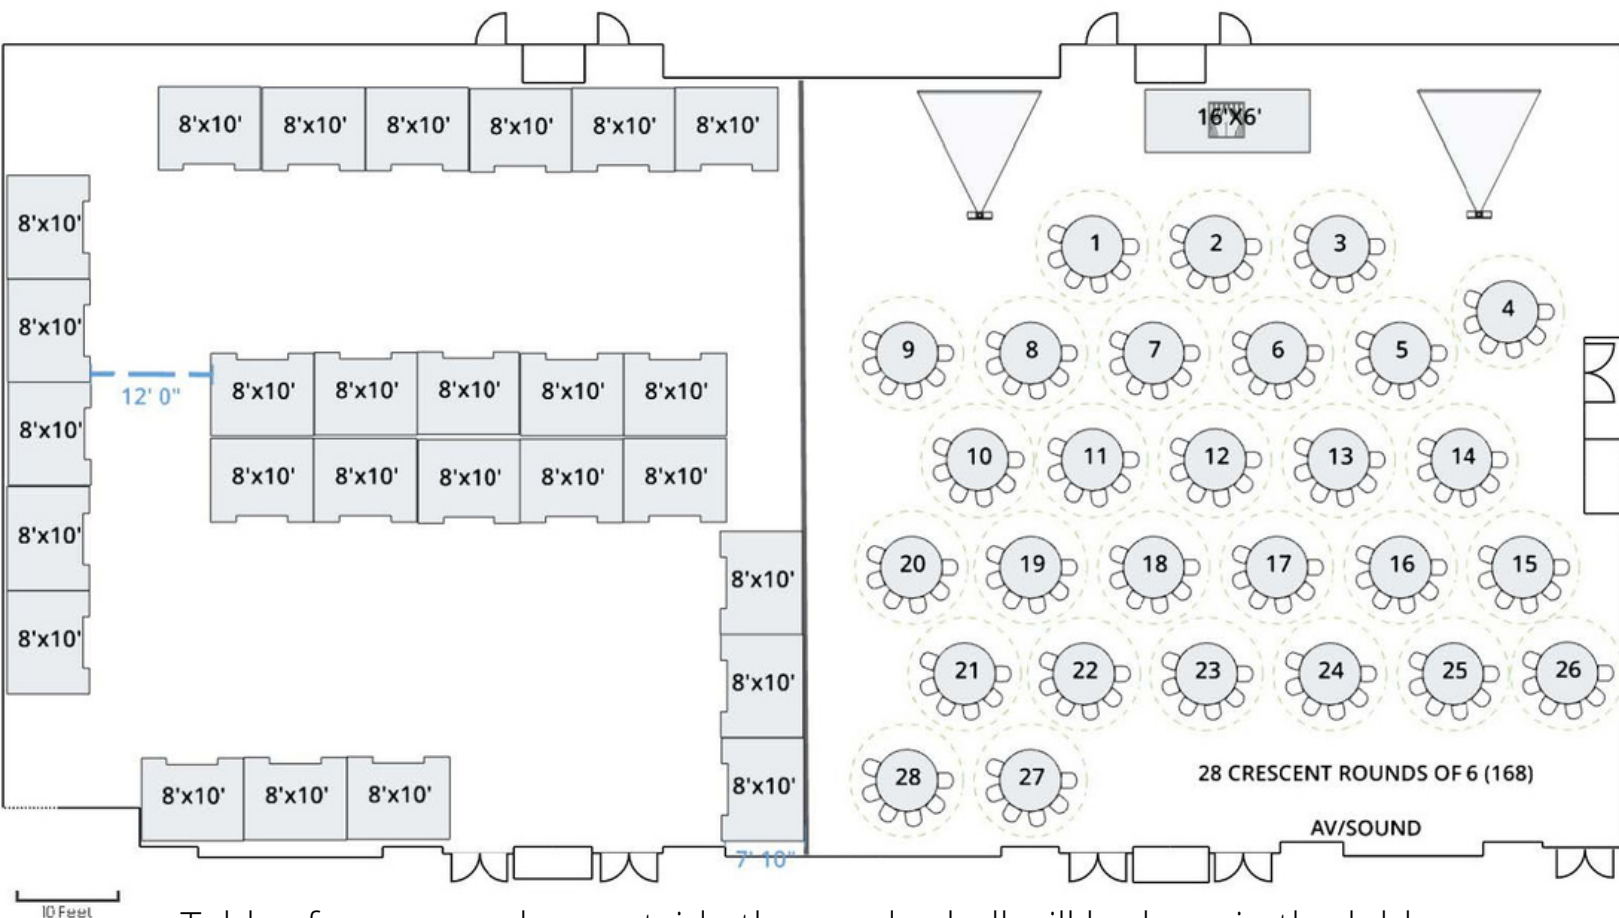 8'x10' 8'x10' 8'x10' 8'x10' 8'x10' 8'x10'
8'x10'
8'x10'
8'x10'
8'x10'
8'x10'
12' 0"
8'x10' 8'x10' 8'x10' 8'x10' 8'x10'
8'x10' 8'x10' 8'x10' 8'x10' 8'x10'
8'x10'
8'x10'
8'x10'
7' 10"
8'x10' 8'x10' 8'x10'
10 Feet
16'X6'
1 2 3
4
9 8 7 6 5
10 11 12 13 14
20 19 18 17 16 15
21 22 23 24 25 26
28 27
28 CRESCENT ROUNDS OF 6 (168)
AV/SOUND